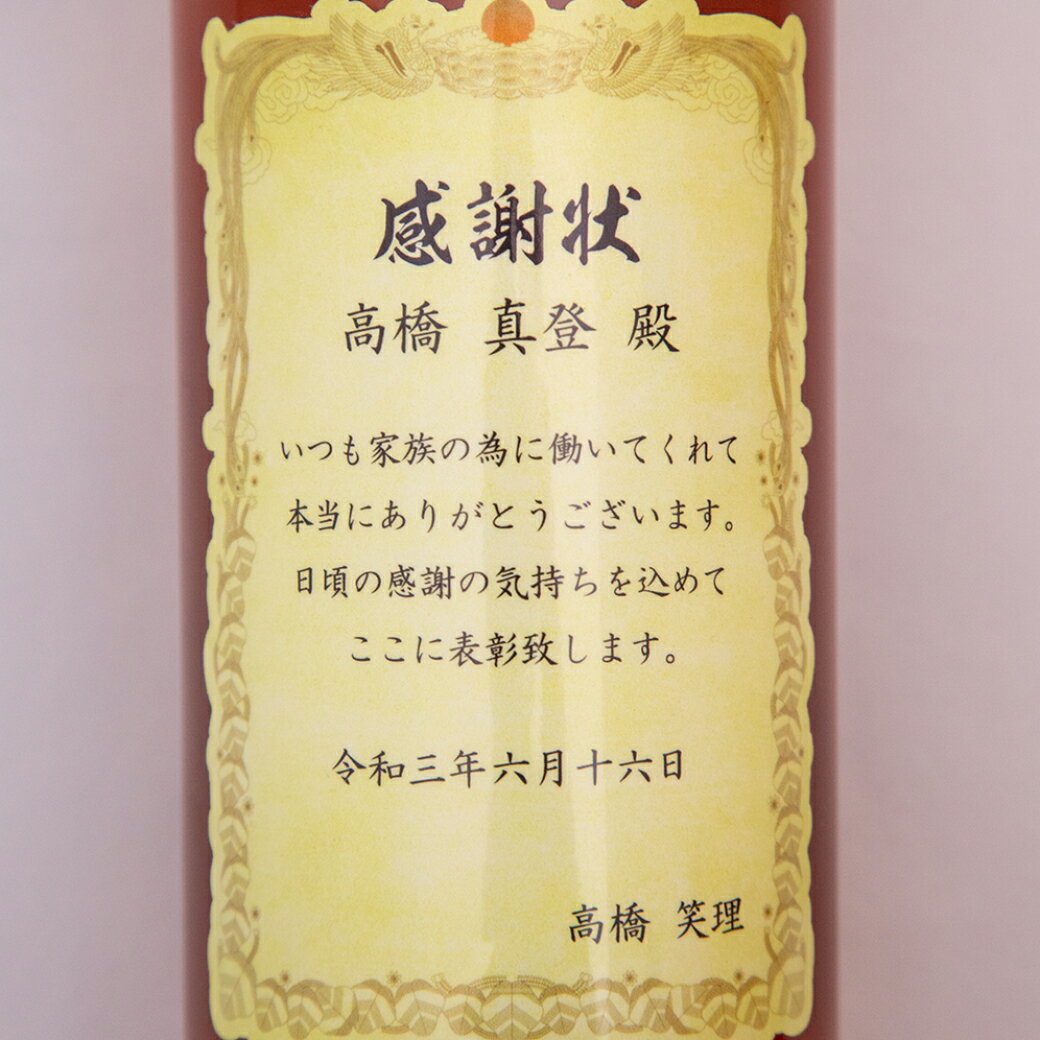 感謝状
高橋 真登 殿
いつも家族の為に働いてくれて
本当にありがとうございます。
日頃の感謝の気持ちを込めて
ここに表彰致します。
令和三年六月十六日
高橋 笑理